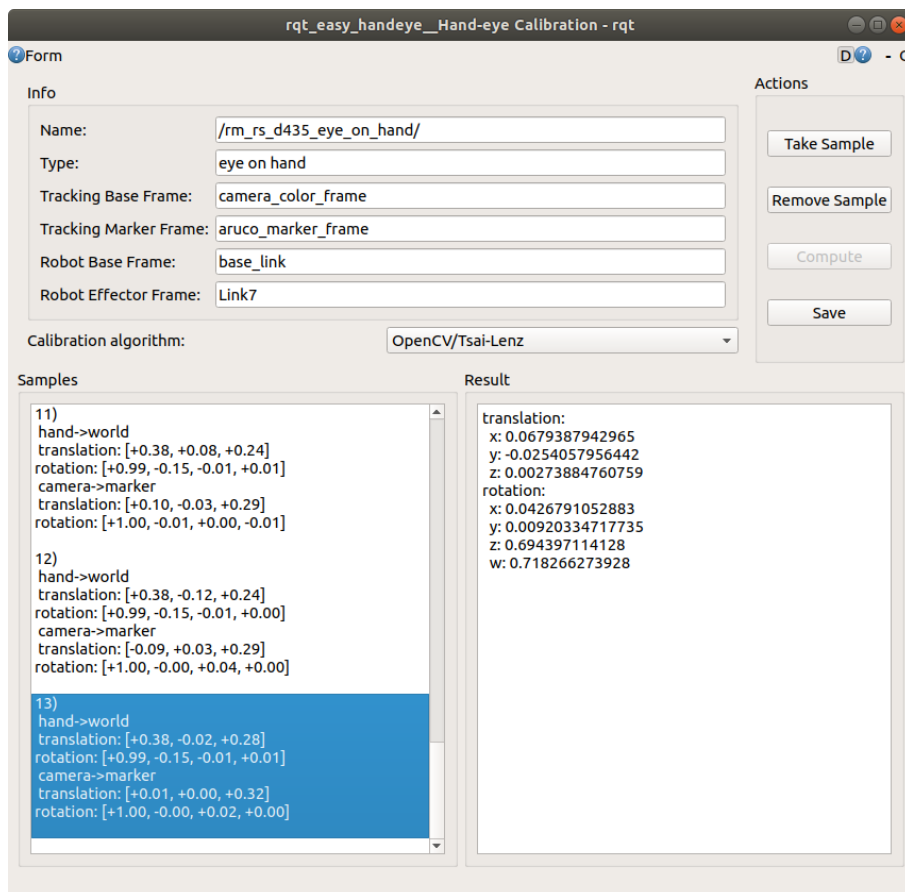 rqt_easy_handeye__Hand-eye Calibration - rqt
Form
D
Info
Name: /rm_rs_d435_eye_on_hand/
Type: eye on hand
Tracking Base Frame: camera_color_frame
Tracking Marker Frame: aruco_marker_frame
Robot Base Frame: base_link
Robot Effector Frame: Link7
Calibration algorithm: OpenCV/Tsai-Lenz
Actions
Take Sample
Remove Sample
Compute
Save
Samples
11)
hand->world
translation: [+0.38, +0.08, +0.24]
rotation: [+0.99, -0.15, -0.01, +0.01]
camera->marker
translation: [+0.10, -0.03, +0.29]
rotation: [+1.00, -0.01, +0.00, -0.01]
12)
hand->world
translation: [+0.38, -0.12, +0.24]
rotation: [+0.99, -0.15, -0.01, +0.00]
camera->marker
translation: [-0.09, +0.03, +0.29]
rotation: [+1.00, -0.00, +0.04, +0.00]
13)
hand->world
translation: [+0.38, -0.02, +0.28]
rotation: [+0.99, -0.15, -0.01, +0.01]
camera->marker
translation: [+0.01, +0.00, +0.32]
rotation: [+1.00, -0.00, +0.02, +0.00]
Result
translation:
x: 0.0679387942965
y: -0.0254057956442
z: 0.00273884760759
rotation:
x: 0.0426791052883
y: 0.00920334717735
z: 0.694397114128
w: 0.718266273928